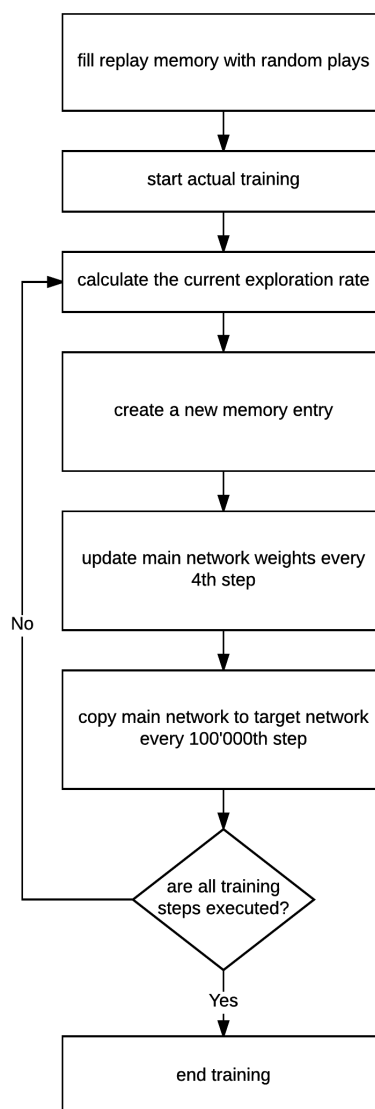 fill replay memory with random plays
start actual training
calculate the current exploration rate
create a new memory entry
update main network weights every
4th step
No
copy main network to target network
every 100'000th step
are all training
steps executed?
Yes
end training